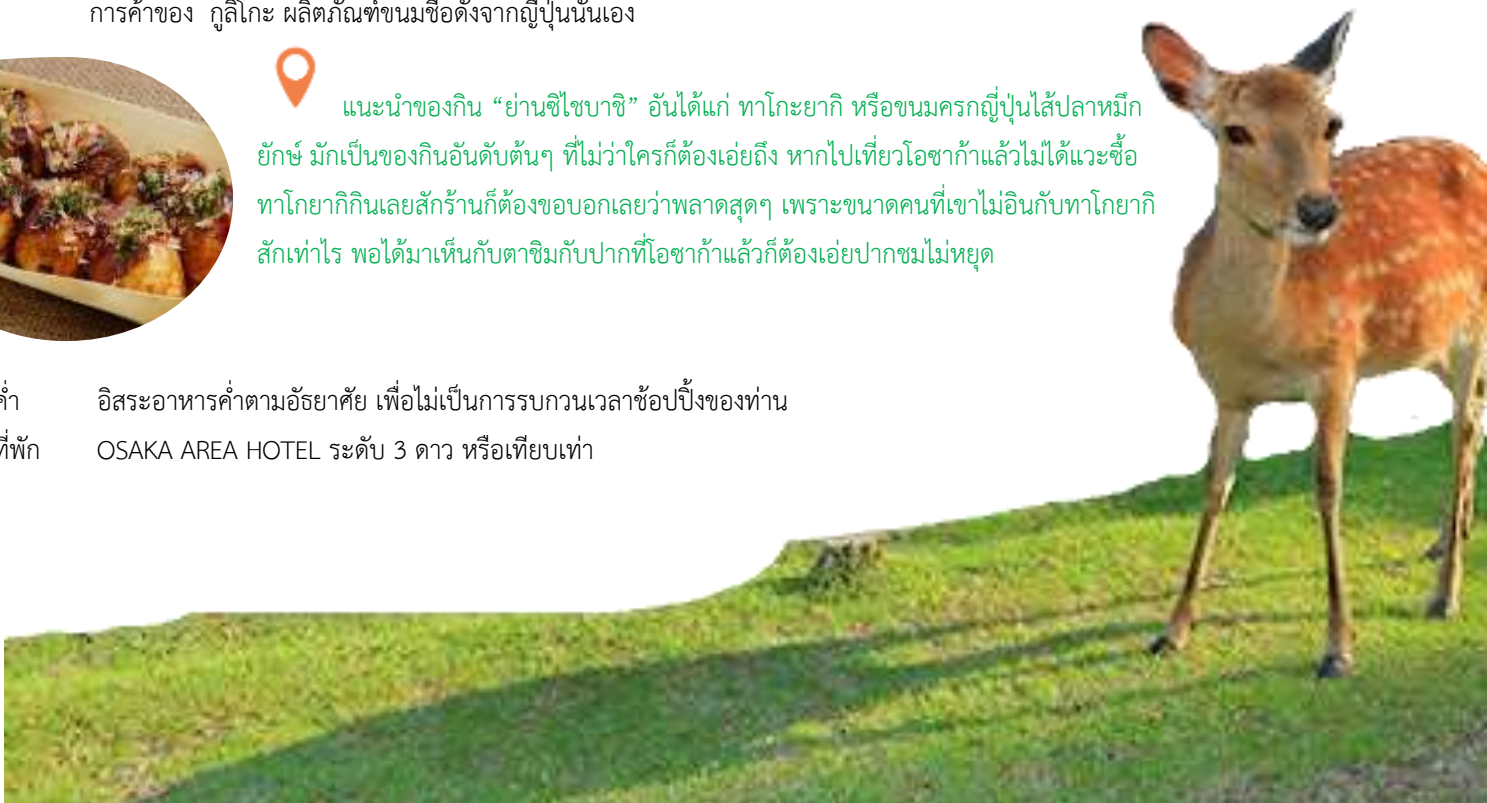 การค้าของ กูลิโกะ ผลิตภัณฑ์ขนมชื่อดังจากญี่ปุ่นนั่นเอง
แนะนำของกิน “ย่านชิไซบาชิ” อันได้แก่ ทาโกะยากิ หรือขนมครกญี่ปุ่นไส้ปลาหมึก
ยักษ์ มักเป็นของกินอันดับต้นๆ ที่ไม่ว่าใครก็ต้องเอ่ยถึง หากไปเที่ยวโอซาก้าแล้วไม่ได้แวะซื้อ
ทาโกยากิกินเลยสักร้านก็ต้องขอบอกเลยว่าพลาดสุดๆ เพราะขนาดคนที่เขาไม่อินกับทาโกยากิ
สักเท่าไร พอได้มาเห็นกับตาชิมกับปากที่โอซาก้าแล้วก็ต้องเอ่ยปากชมไม่หยุด
ค่ำ อิสระอาหารค่ำตามอัธยาศัย เพื่อไม่เป็นการรบกวนเวลาช้อปปิ้งของท่าน
ที่พัก OSAKA AREA HOTEL ระดับ 3 ดาว หรือเทียบเท่า